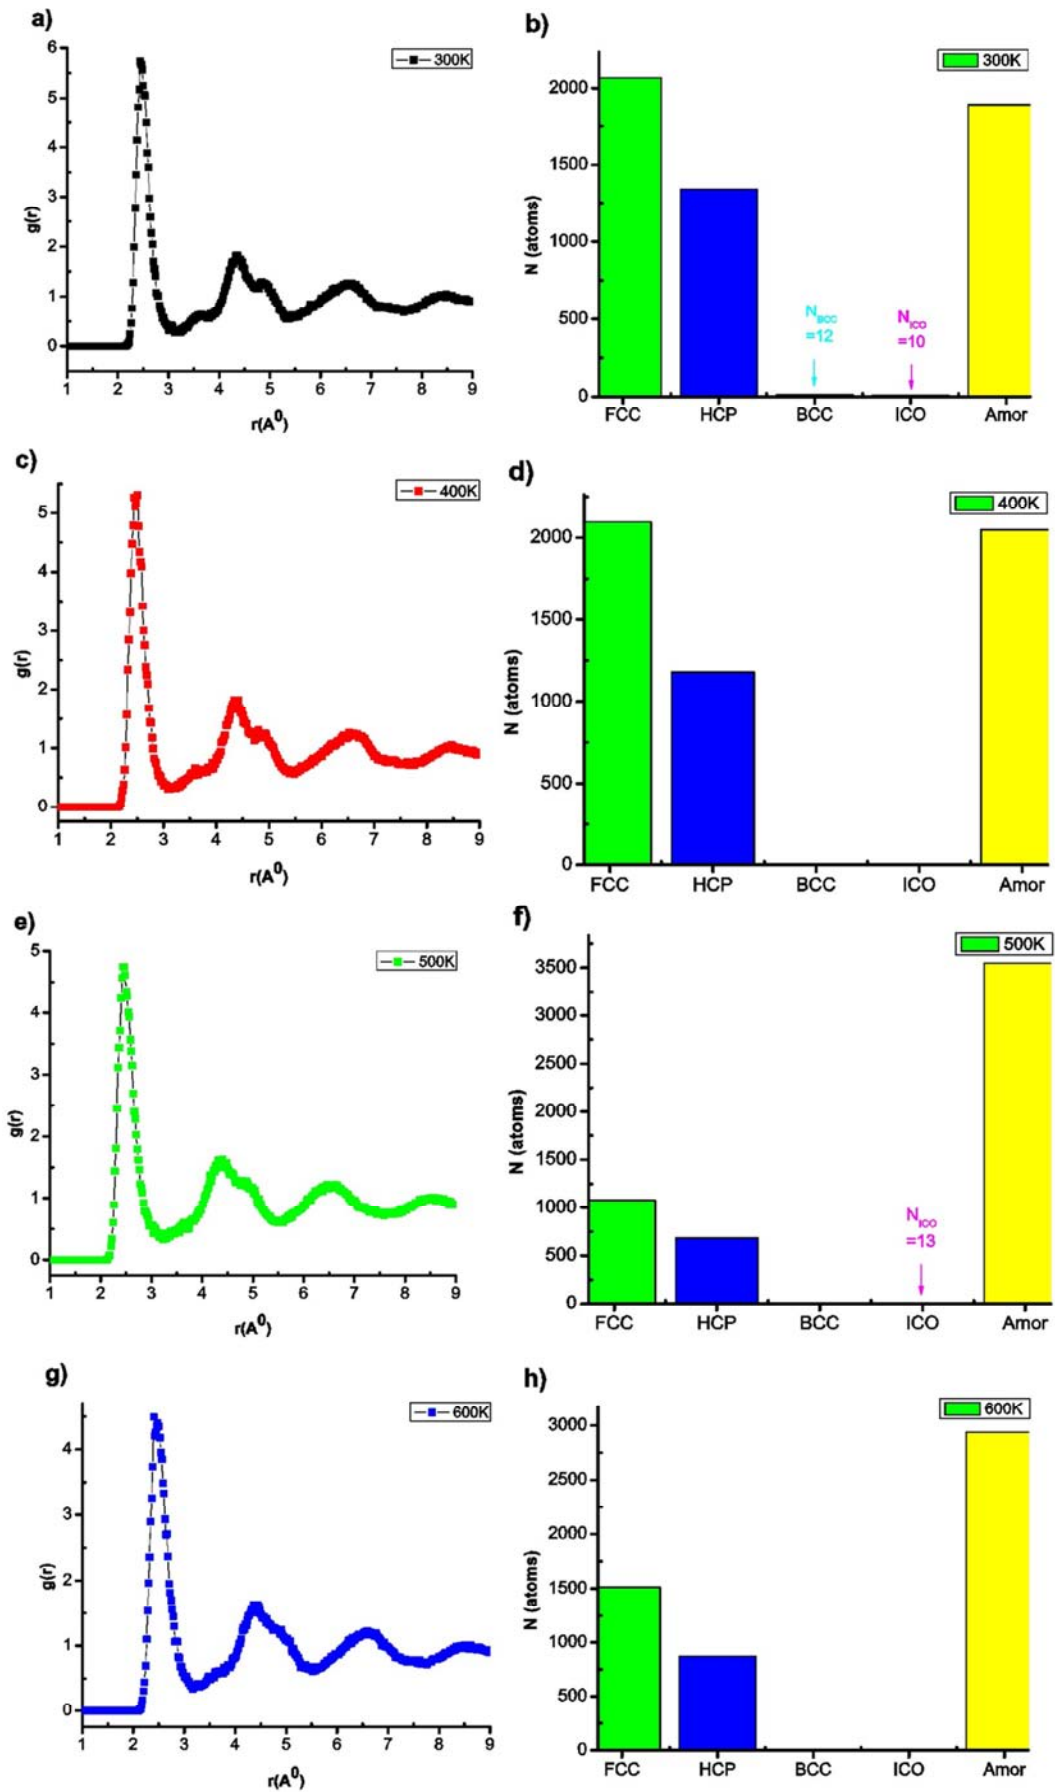 a)
300K
6
5
4
3
2
1
0
g(r)
1 2 3 4 5 6 7 8 9
r(A⁰)
b)
300K
2000
1500
1000
500
0
N (atoms)
N_BCC
=12
N_ICO
=10
FCC HCP BCC ICO Amor
c)
400K
5
4
3
2
1
0
g(r)
1 2 3 4 5 6 7 8 9
r(A⁰)
d)
400K
2000
1500
1000
500
0
N (atoms)
FCC HCP BCC ICO Amor
e)
500K
5
4
3
2
1
0
g(r)
1 2 3 4 5 6 7 8 9
r(A⁰)
f)
500K
3500
3000
2500
2000
1500
1000
500
0
N (atoms)
N_ICO
=13
FCC HCP BCC ICO Amor
g)
600K
4
3
2
1
0
g(r)
1 2 3 4 5 6 7 8 9
r(A⁰)
h)
600K
3000
2500
2000
1500
1000
500
0
N (atoms)
FCC HCP BCC ICO Amor